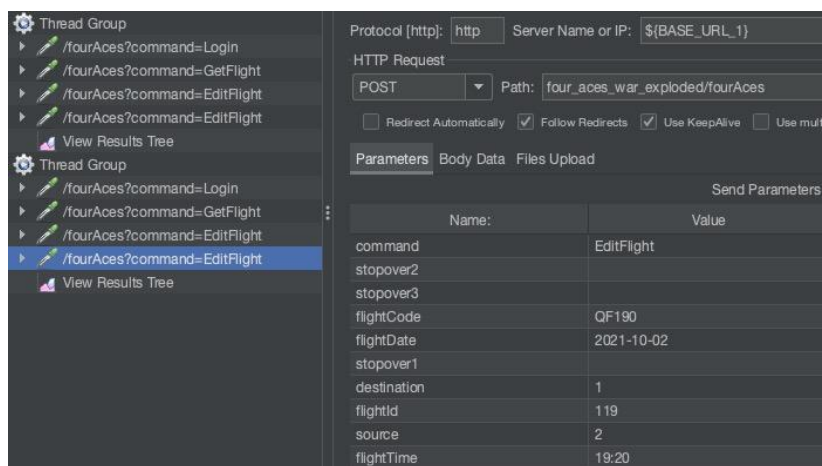 Thread Group
/fourAces?command=Login
/fourAces?command=GetFlight
/fourAces?command=EditFlight
/fourAces?command=EditFlight
View Results Tree
Thread Group
/fourAces?command=Login
/fourAces?command=GetFlight
/fourAces?command=EditFlight
/fourAces?command=EditFlight
View Results Tree
Protocol [http]: http Server Name or IP: ${BASE_URL_1}
HTTP Request
POST Path: four_aces_war_exploded/fourAces
Redirect Automatically Follow Redirects Use KeepAlive Use mult
Parameters Body Data Files Upload
Send Parameters
Name: Value
command EditFlight
stopover2
stopover3
flightCode QF190
flightDate 2021-10-02
stopover1
destination 1
flightId 119
source 2
flightTime 19:20